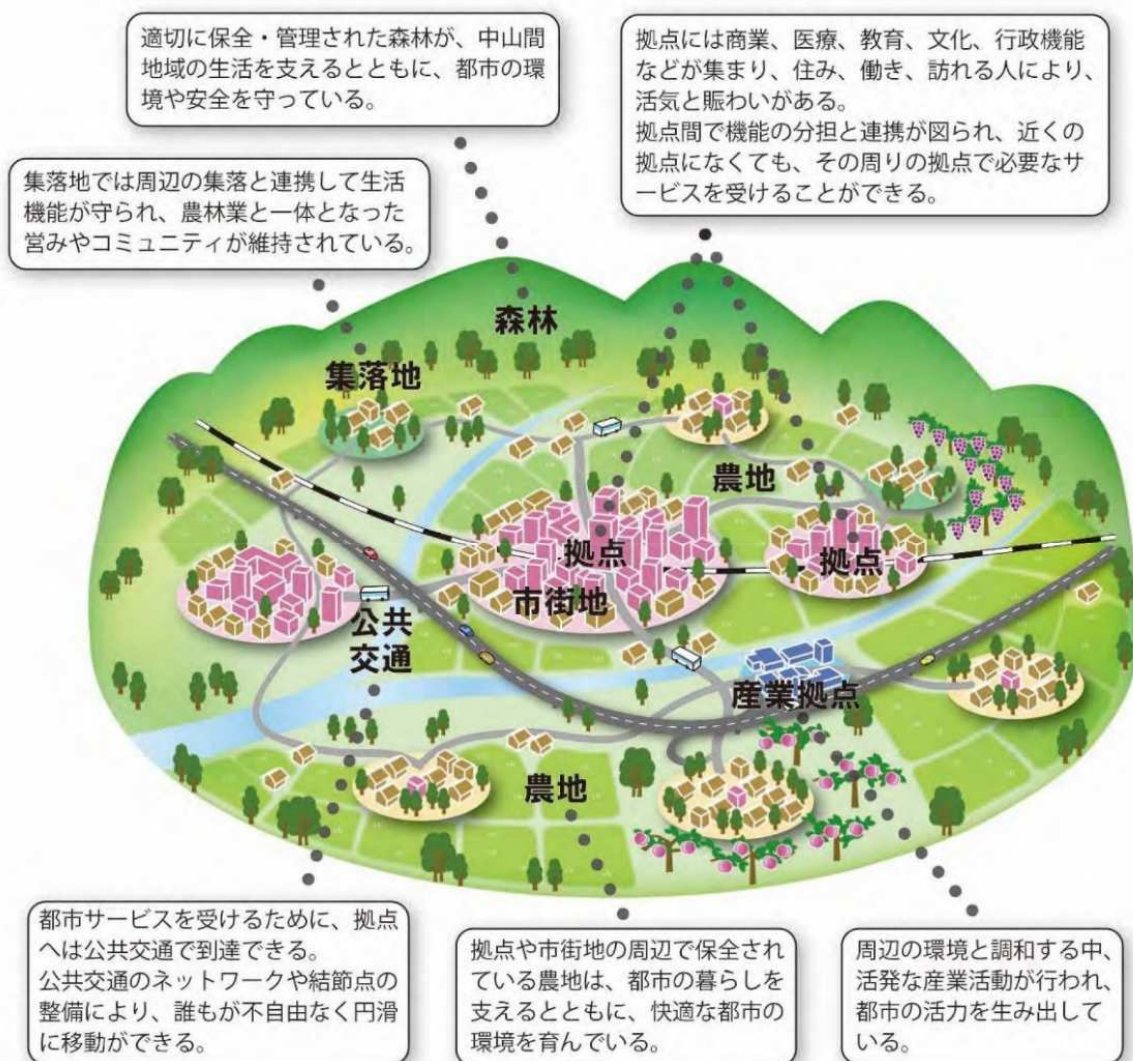 適切に保全・管理された森林が、中山間
地域の生活を支えるとともに、都市の環
境や安全を守っている。
拠点には商業、医療、教育、文化、行政機能
などが集まり、住み、働き、訪れる人により、
活気と賑わいがある。
拠点間で機能の分担と連携が図られ、近くの
拠点になくても、その周りの拠点で必要なサ
ービスを受けることができる。
集落地では周辺の集落と連携して生活
機能が守られ、農林業と一体となった
営みやコミュニティが維持されている。
森林
集落地
農地
拠点
拠点
市街地
公共
交通
産業拠点
農地
都市サービスを受けるために、拠点
へは公共交通で到達できる。
公共交通のネットワークや結節点の
整備により、誰もが不自由なく円滑
に移動ができる。
拠点や市街地の周辺で保全され
ている農地は、都市の暮らしを
支えるとともに、快適な都市の
環境を育んでいる。
周辺の環境と調和する中、
活発な産業活動が行われ、
都市の活力を生み出して
いる。